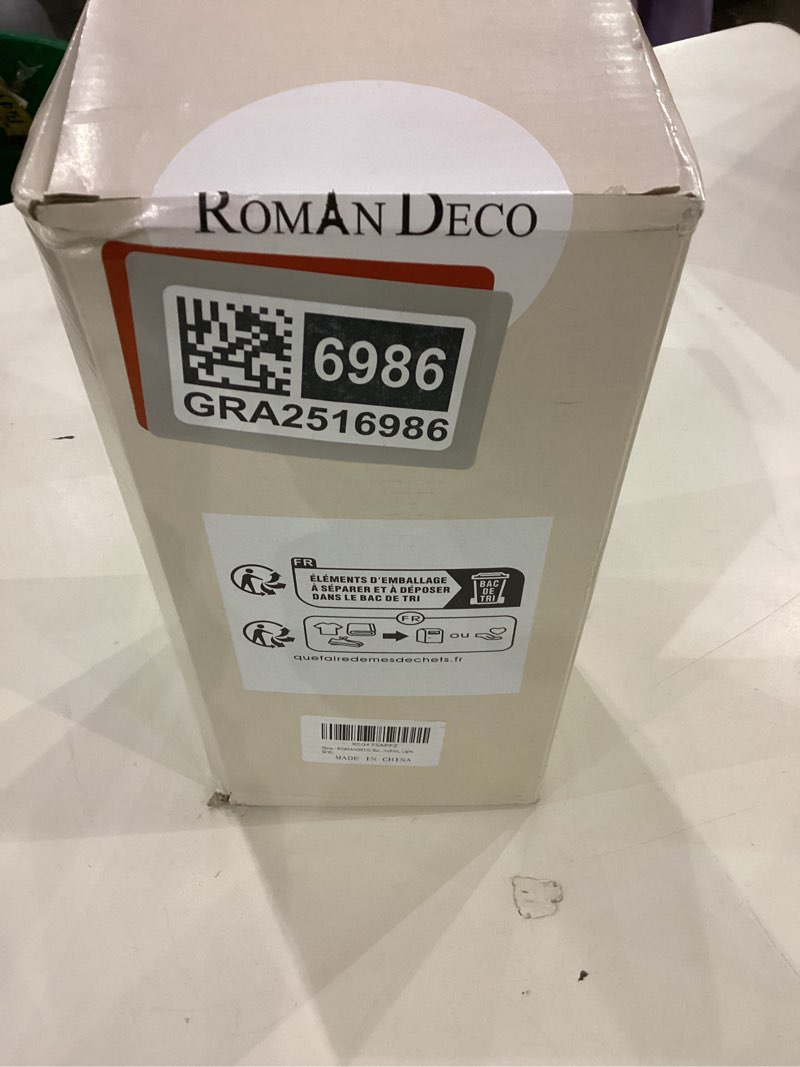 ROMAN DECO
6986
GRA2516986
FR
ÉLÉMENTS D'EMBALLAGE
À SÉPARER ET À DÉPOSER
DANS LE BAC DE TRI
BAC
DE
TRI
FR
ou
quefairedemesdechets.fr
MADE IN CHINA